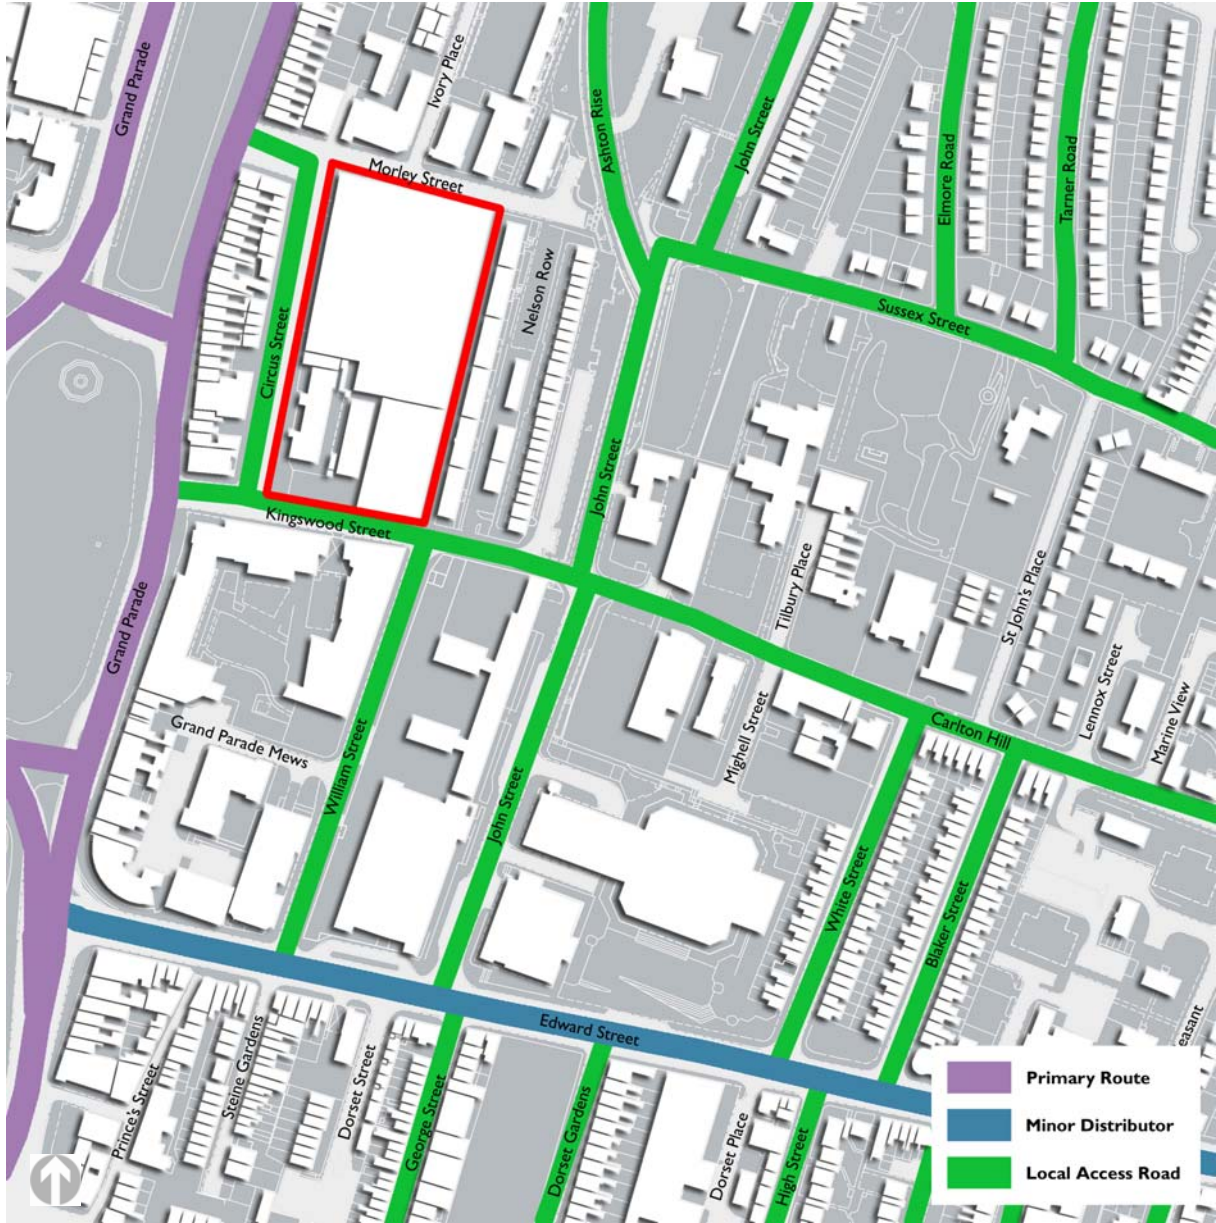 Grand Parade
Ivory Place
Morley Street
Ashton Rise
John Street
Elmore Road
Tarner Road
Nelson Row
Circus Street
Sussex Street
John Street
Kingswood Street
Tilbury Place
St John's Place
Grand Parade
Lennox Street
Marine View
Carlton Hill
Mighell Street
Grand Parade Mews
William Street
John Street
White Street
Blaker Street
Edward Street
easant
Prince's Street
Steine Gardens
Dorset Street
George Street
Dorset Gardens
Dorset Place
High Street
Primary Route
Minor Distributor
Local Access Road